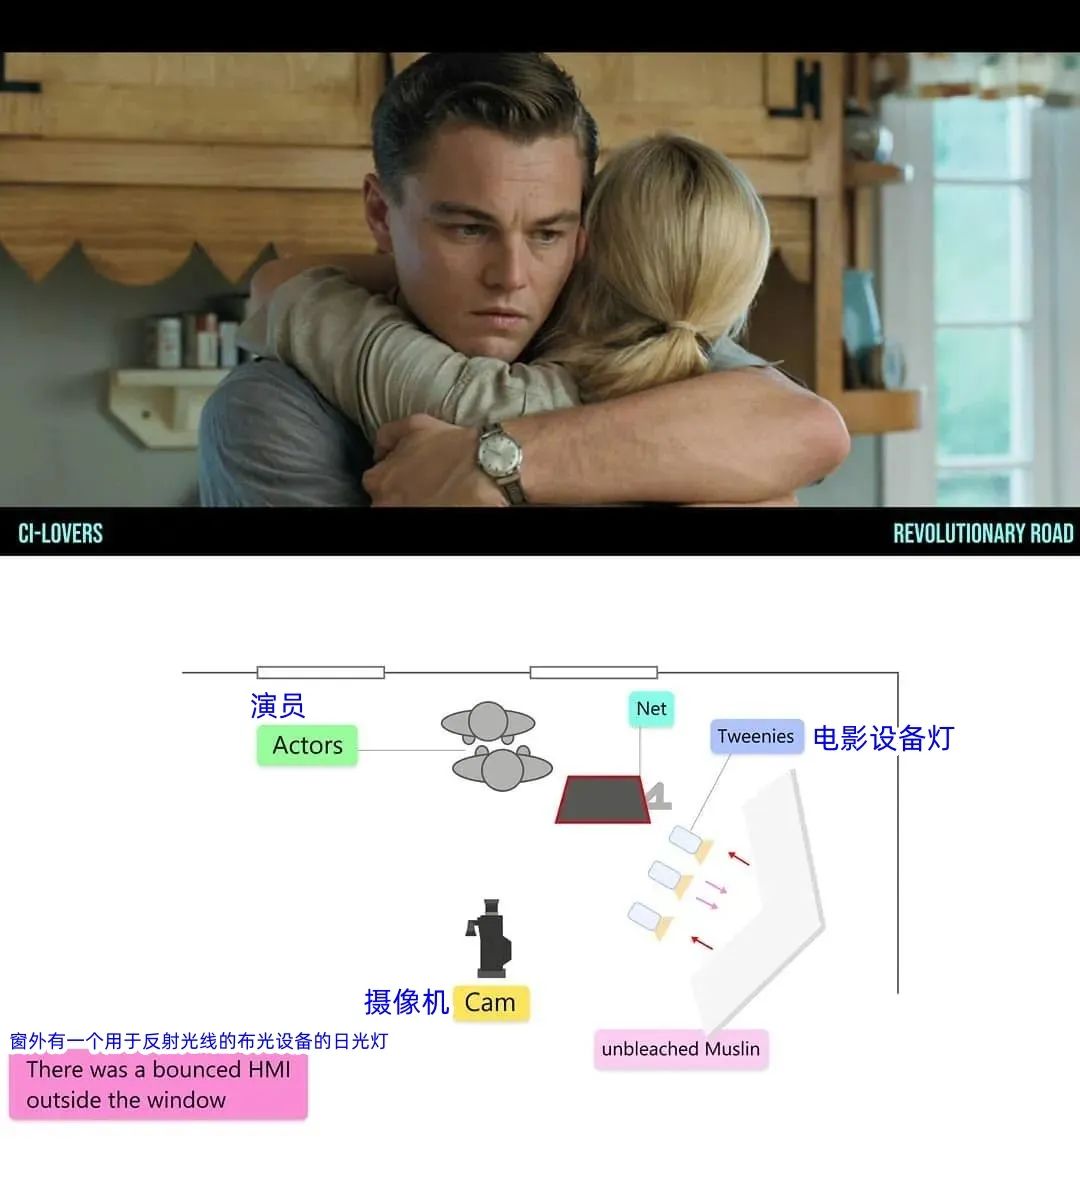 CI-LOVERS
REVOLUTIONARY ROAD
演员
Actors
Net
Tweenies
电影设备灯
摄像机
Cam
窗外有一个用于反射光线的布光设备的日光灯
There was a bounced HMI
outside the window
unbleached Muslin